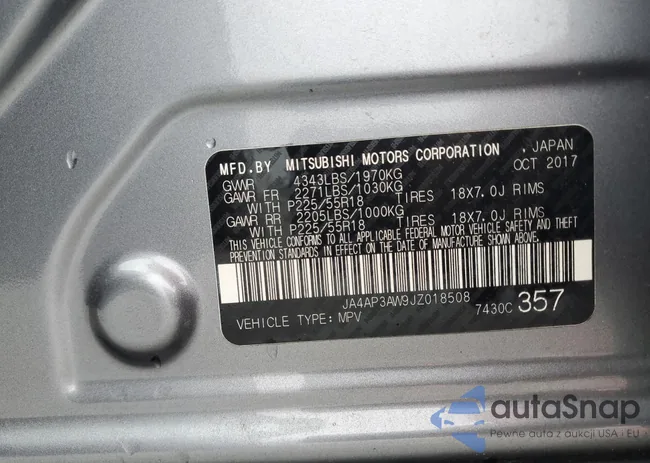 MFD.BY MITSUBISHI MOTORS CORPORATION , JAPAN
GVWR 4343LBS/1970KG OCT 2017
GAWR FR 2271LBS/1030KG
WITH P225/55R18 TIRES 18X7.0J RIMS
GAWR RR 2205LBS/1000KG
WITH P225/55R18 TIRES 18X7.0J RIMS
THIS VEHICLE CONFORMS TO ALL APPLICABLE FEDERAL MOTOR VEHICLE SAFETY AND THEFT
PREVENTION STANDARDS IN EFFECT ON THE DATE OF MANUFACTURE SHOWN ABOVE.
JA4AP3AW9JZ018508
VEHICLE TYPE: MPV 7430C 357
autaSnap
Pewne auta z aukcji USA · EU